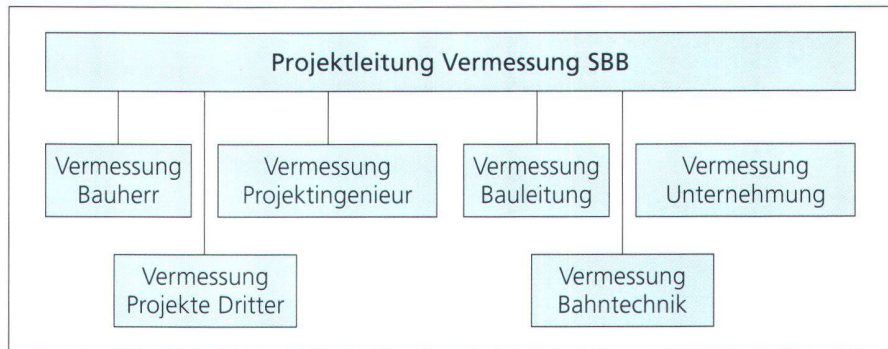 Projektleitung Vermessung SBB
Vermessung
Bauherr
Vermessung
Projektingenieur
Vermessung
Bauleitung
Vermessung
Unternehmung
Vermessung
Projekte Dritter
Vermessung
Bahntechnik